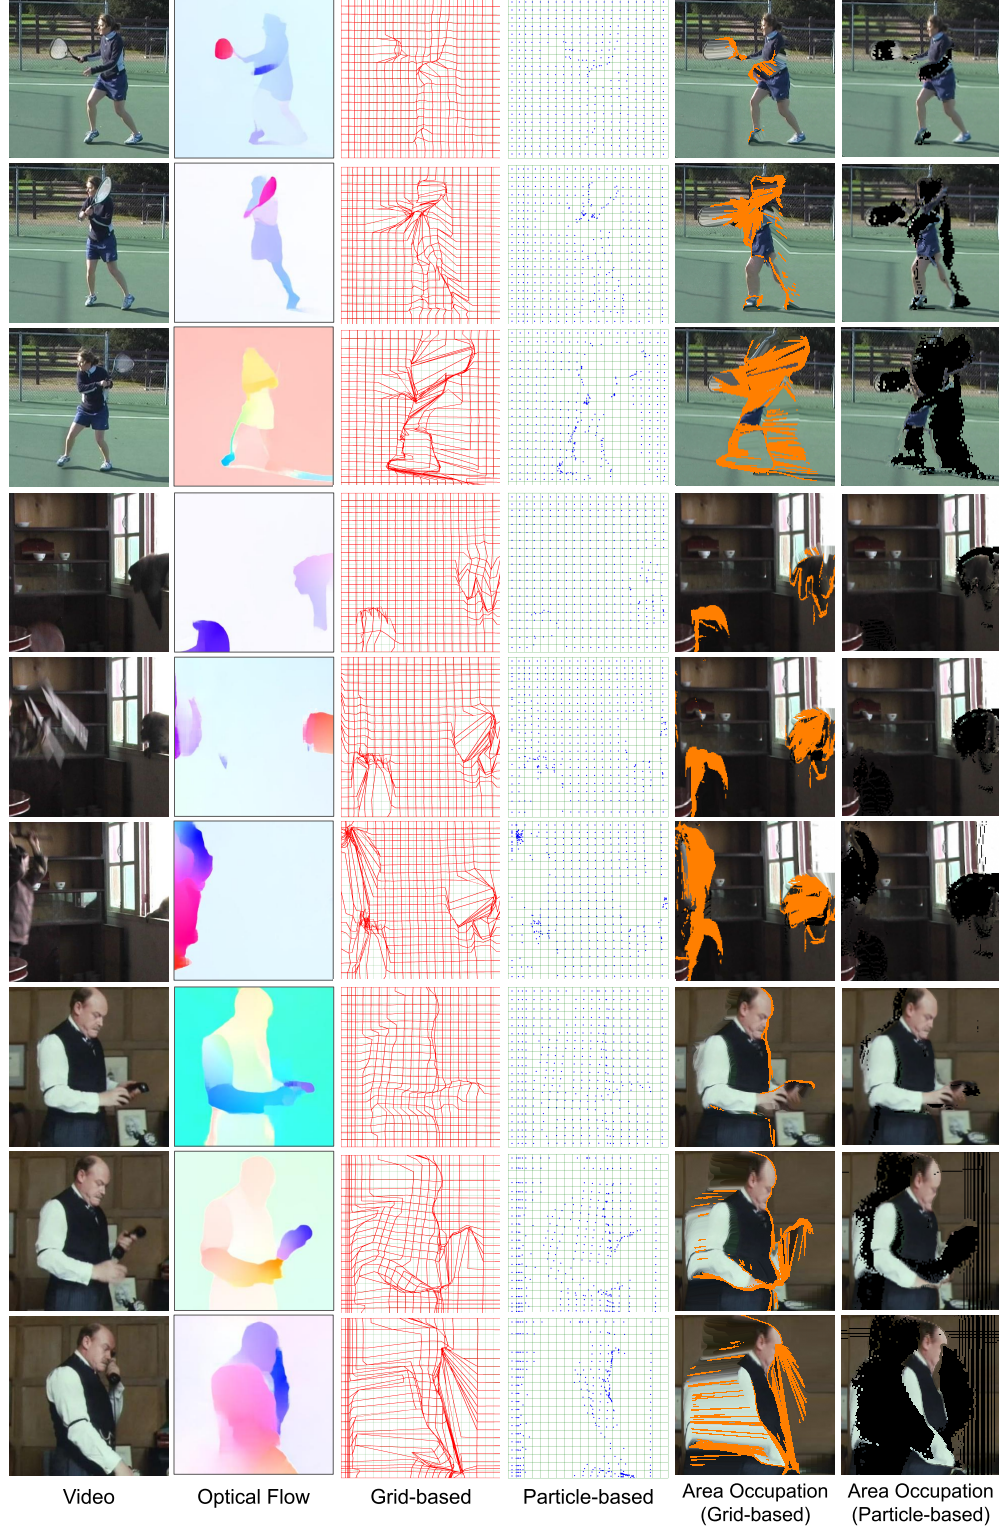 Video
Optical Flow
Grid-based
Particle-based
Area Occupation
(Grid-based)
Area Occupation
(Particle-based)